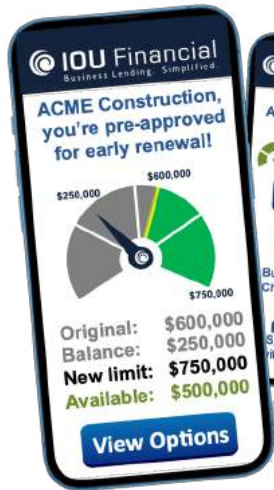 IOU Financial
Business Lending. Simplified.
ACME Construction,
you're pre-approved
for early renewal!
$600,000
$250,000
$750,000
Original: $600,000
Balance: $250,000
New limit: $750,000
Available: $500,000
View Options